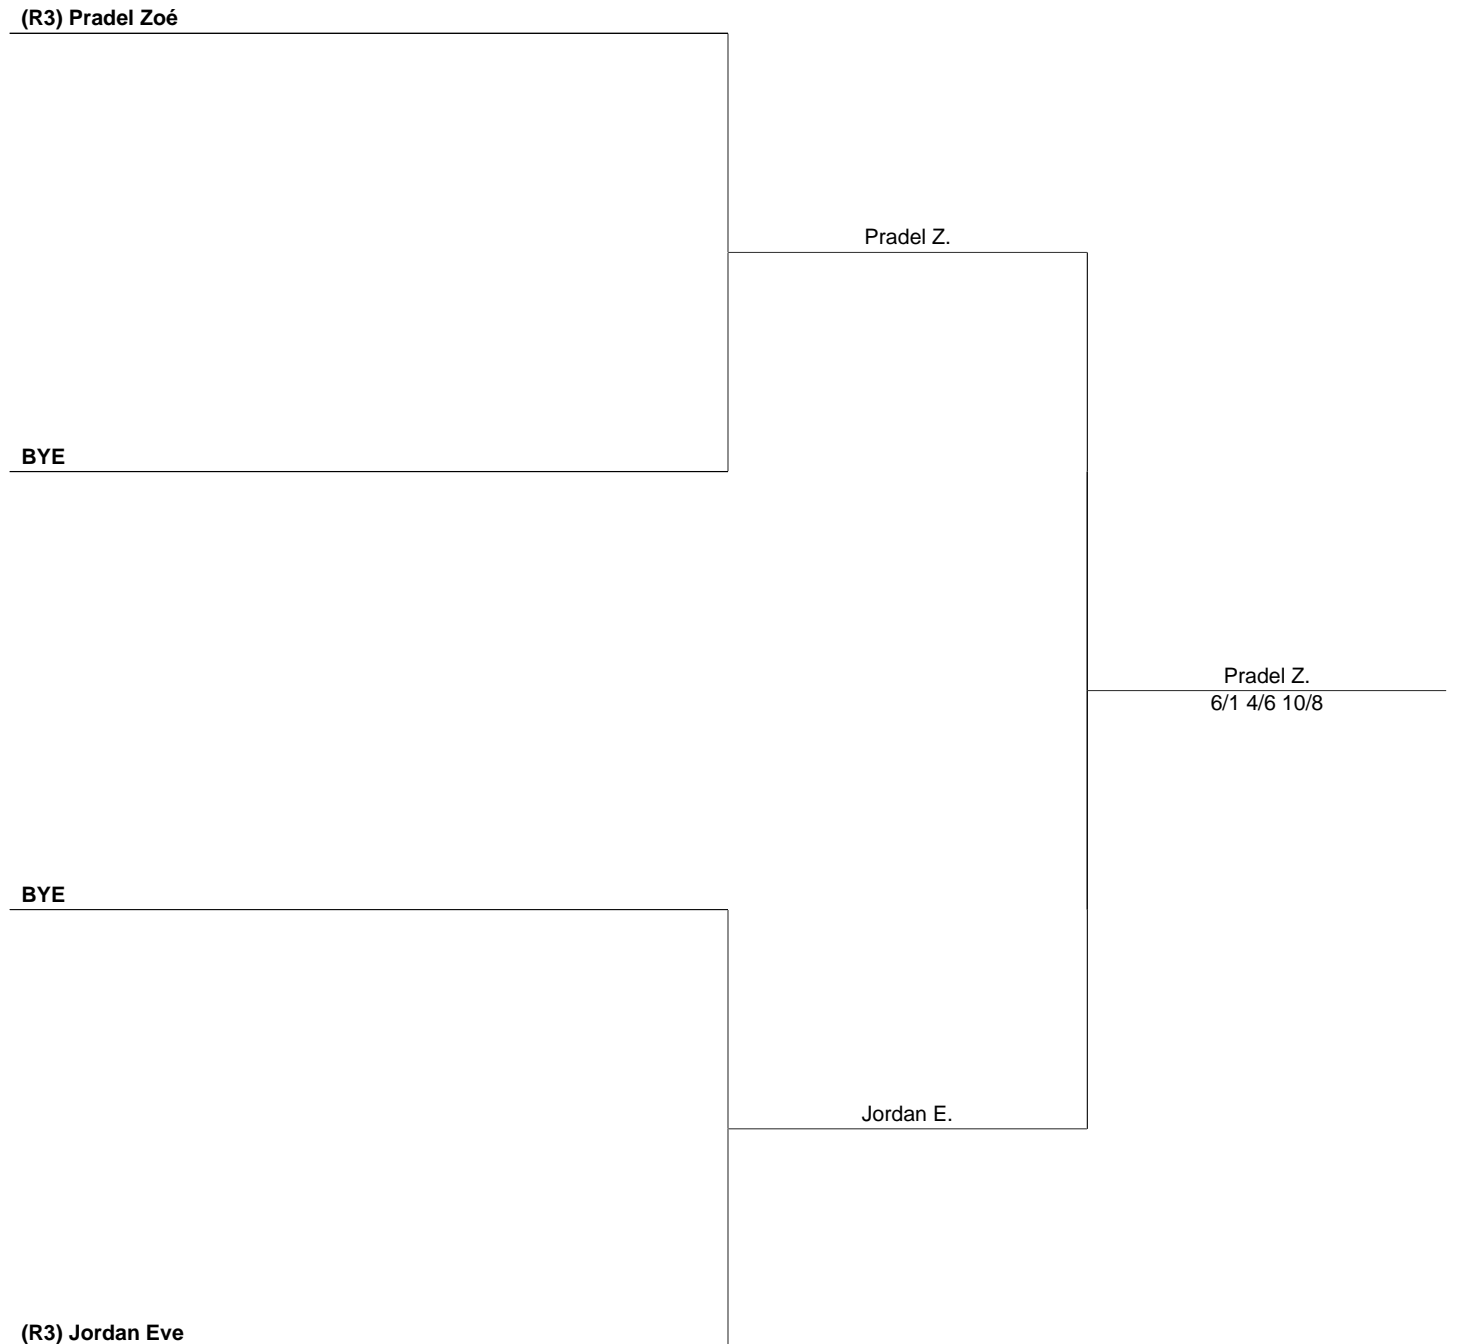 (R3) Pradel Zoé
Pradel Z.
BYE
Pradel Z.
6/1 4/6 10/8
BYE
Jordan E.
(R3) Jordan Eve